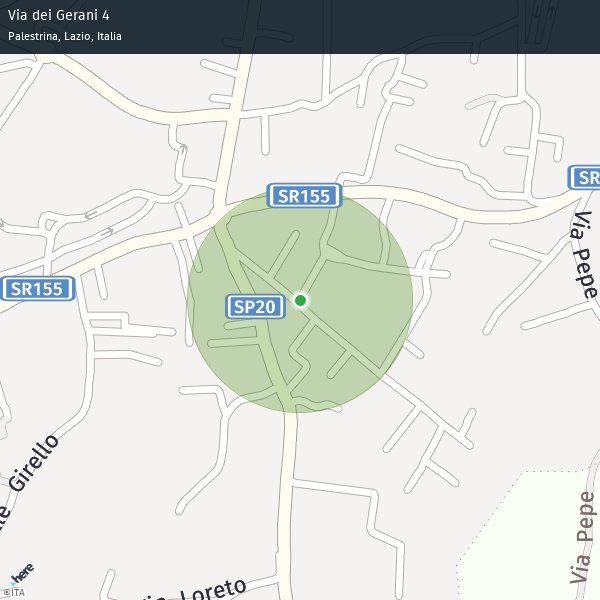 Via dei Gerani 4
Palestrina, Lazio, Italia
SR155
SR
Via Pepe
SR155
SP20
Girello
Via Pepe
here
©ITA
Loreto